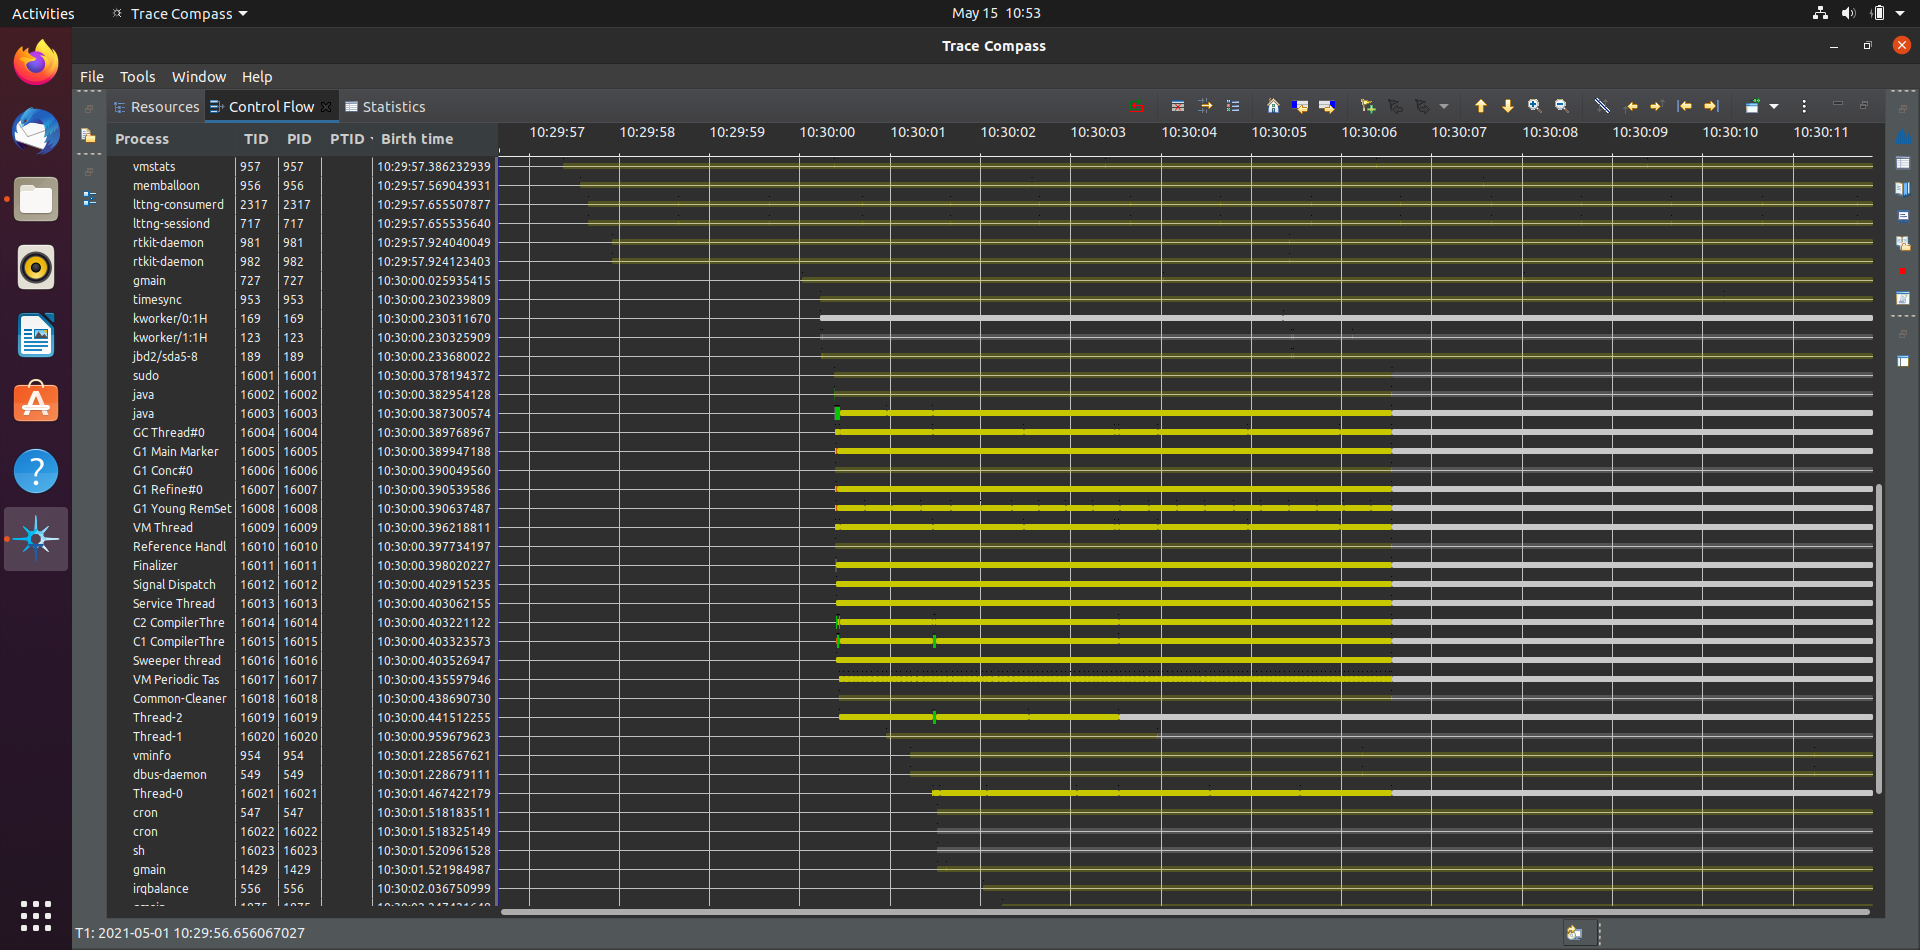 Activities Trace Compass May 15 10:53
Trace Compass
File Tools Window Help
Resources Control Flow Statistics
Process TID PID PTID Birth time 10:29:57 10:29:58 10:29:59 10:30:00 10:30:01 10:30:02 10:30:03 10:30:04 10:30:05 10:30:06 10:30:07 10:30:08 10:30:09 10:30:10 10:30:11
vmstats 957 957 10:29:57.386232939
memballoon 956 956 10:29:57.569043931
lttng-consumerd 2317 2317 10:29:57.655507877
lttng-sessiond 717 717 10:29:57.655535640
rtkit-daemon 981 981 10:29:57.924040049
rtkit-daemon 982 982 10:29:57.924123403
gmain 727 727 10:30:00.025935415
timesync 953 953 10:30:00.230239809
kworker/0:1H 169 169 10:30:00.230311670
kworker/1:1H 123 123 10:30:00.230325909
jbd2/sda5-8 189 189 10:30:00.233680022
sudo 16001 16001 10:30:00.378194372
java 16002 16002 10:30:00.382954128
java 16003 16003 10:30:00.387300574
GC Thread#0 16004 16004 10:30:00.389768967
G1 Main Marker 16005 16005 10:30:00.389947188
G1 Conc#0 16006 16006 10:30:00.390049560
G1 Refine#0 16007 16007 10:30:00.390539586
G1 Young RemSet 16008 16008 10:30:00.390637487
VM Thread 16009 16009 10:30:00.396218811
Reference Handl 16010 16010 10:30:00.397734197
Finalizer 16011 16011 10:30:00.398020227
Signal Dispatch 16012 16012 10:30:00.402915235
Service Thread 16013 16013 10:30:00.403062155
C2 CompilerThre 16014 16014 10:30:00.403221122
C1 CompilerThre 16015 16015 10:30:00.403323573
Sweeper thread 16016 16016 10:30:00.403526947
VM Periodic Tas 16017 16017 10:30:00.435597946
Common-Cleaner 16018 16018 10:30:00.438690730
Thread-2 16019 16019 10:30:00.441512255
Thread-1 16020 16020 10:30:00.959679623
vminfo 954 954 10:30:01.228567621
dbus-daemon 549 549 10:30:01.228679111
Thread-0 16021 16021 10:30:01.467422179
cron 547 547 10:30:01.518183511
cron 16022 16022 10:30:01.518325149
sh 16023 16023 10:30:01.520961528
gmain 1429 1429 10:30:01.521984987
irqbalance 556 556 10:30:02.036750999
T1: 2021-05-01 10:29:56.656067027